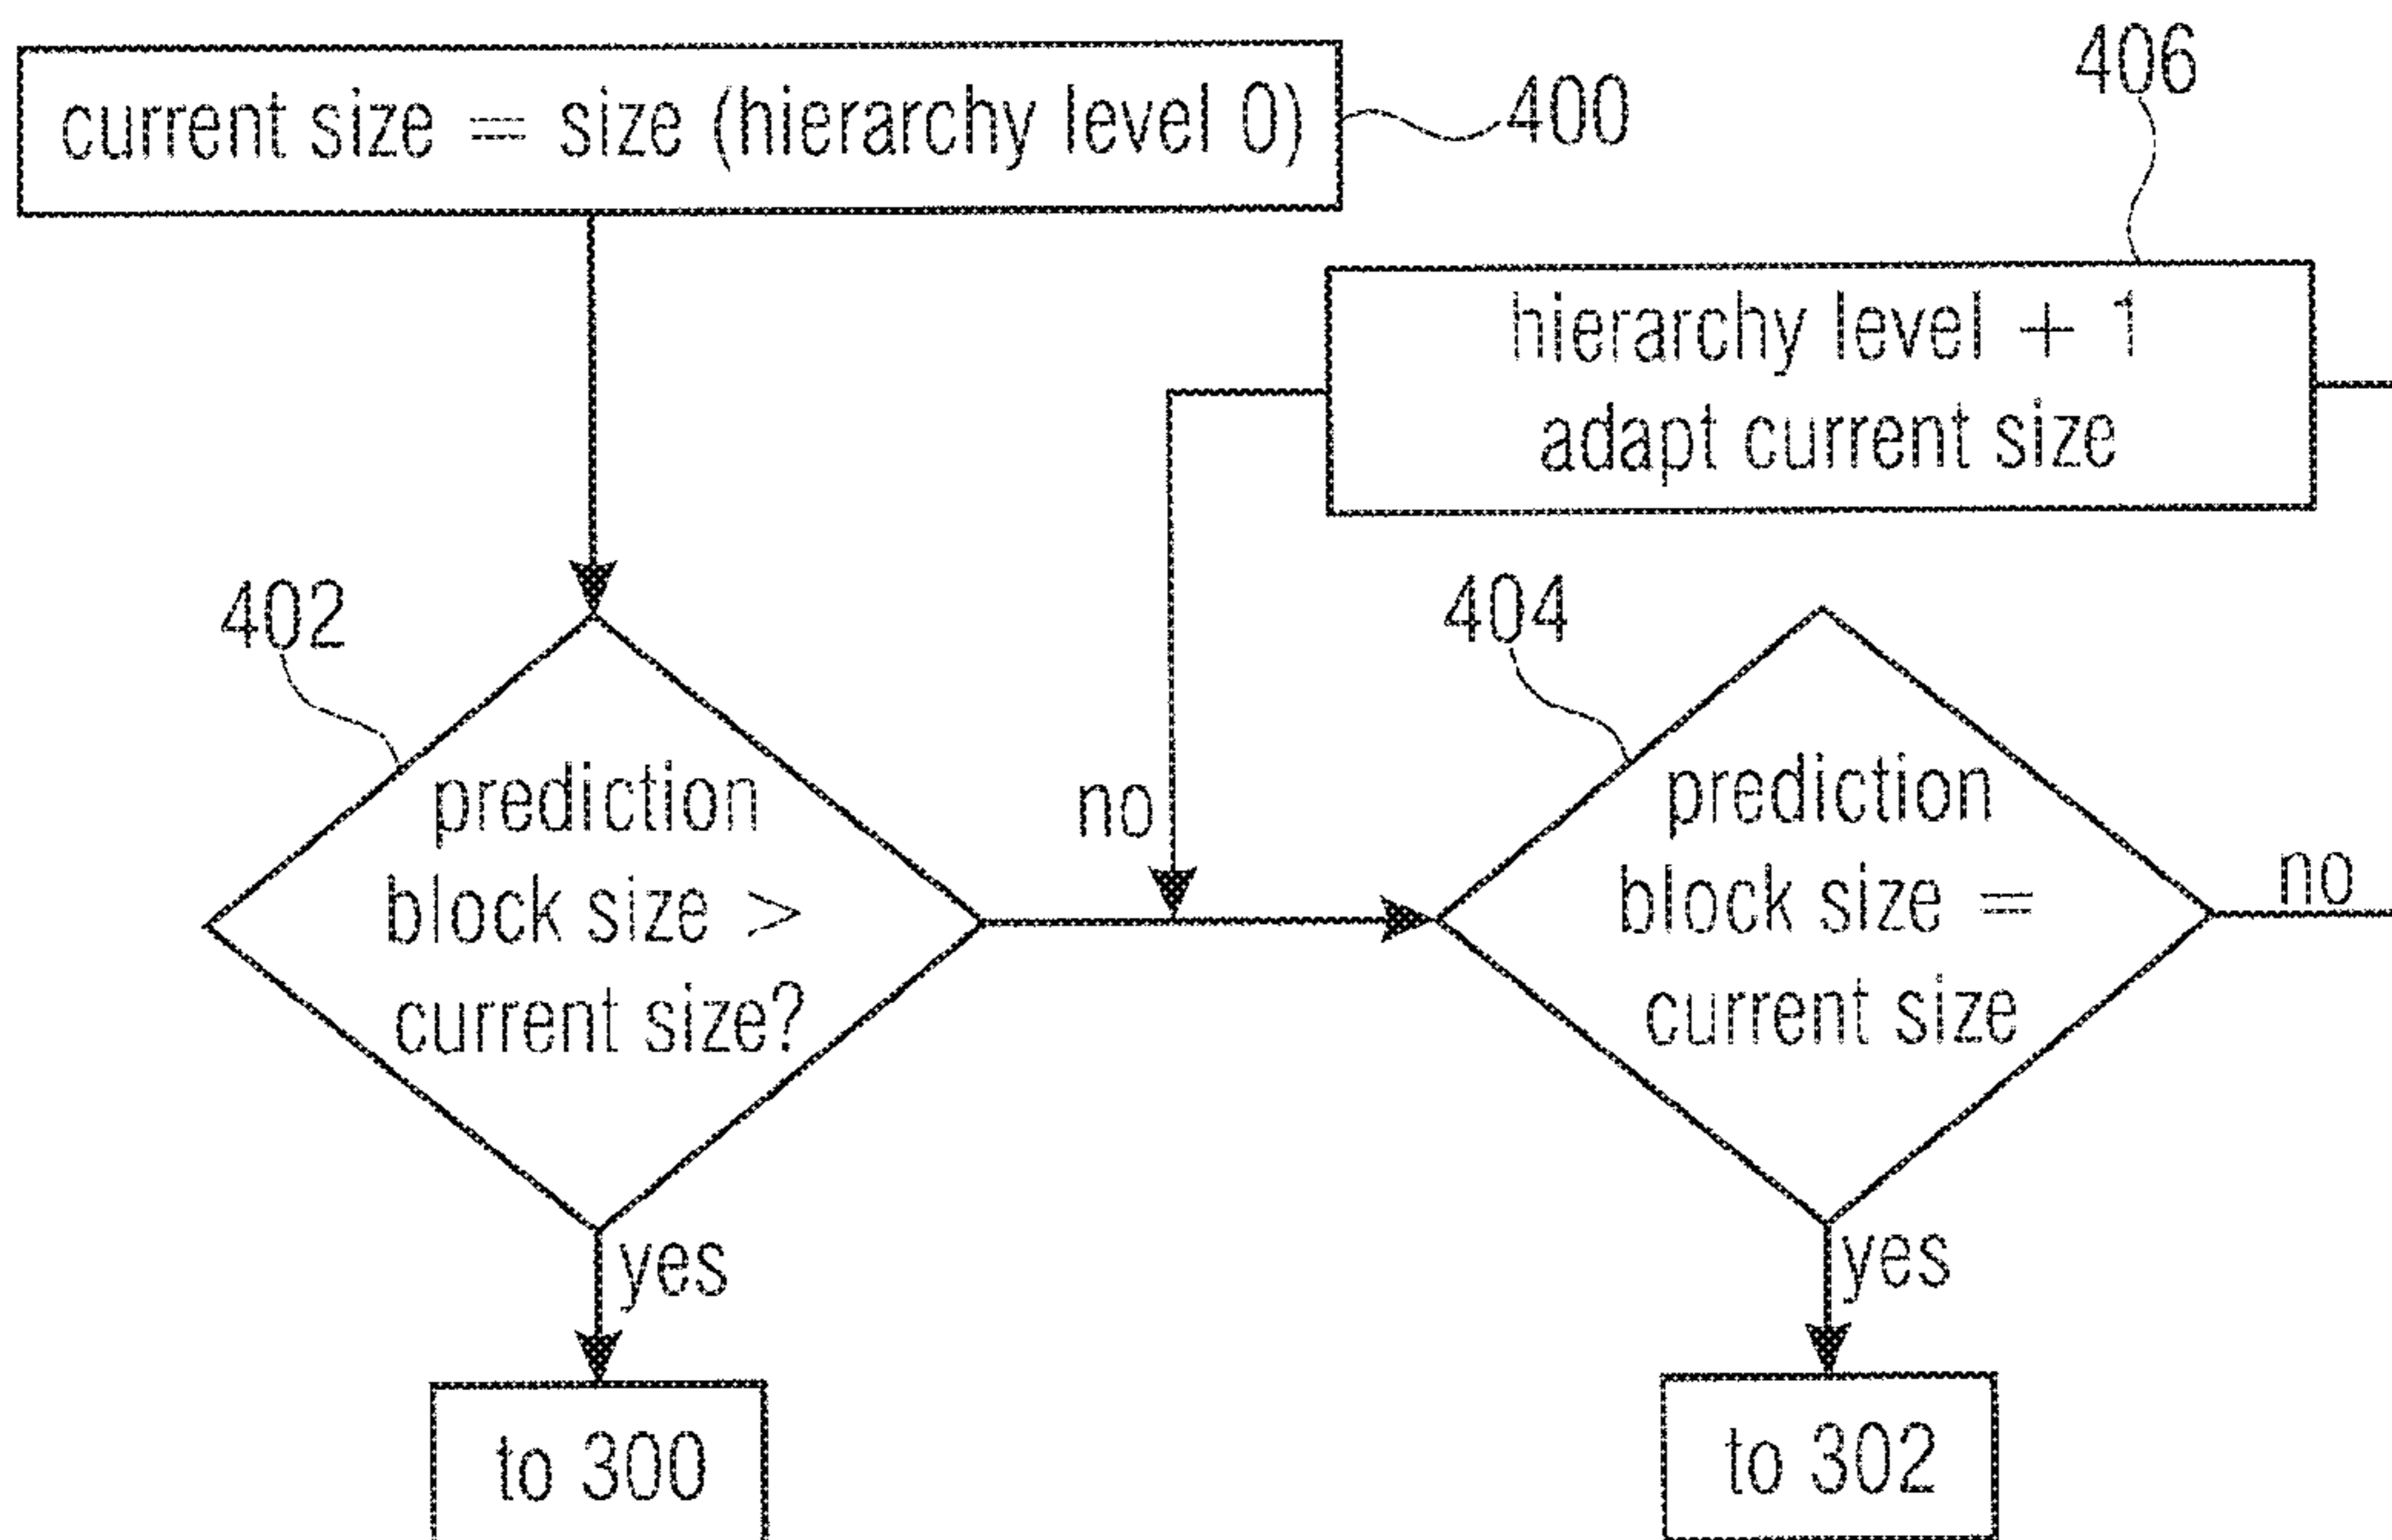 current size = size (hierarchy level 0)
400
406
hierarchy level + 1
adapt current size
402
prediction
block size >
current size?
no
404
prediction
block size =
current size
no
yes
yes
to 300
to 302